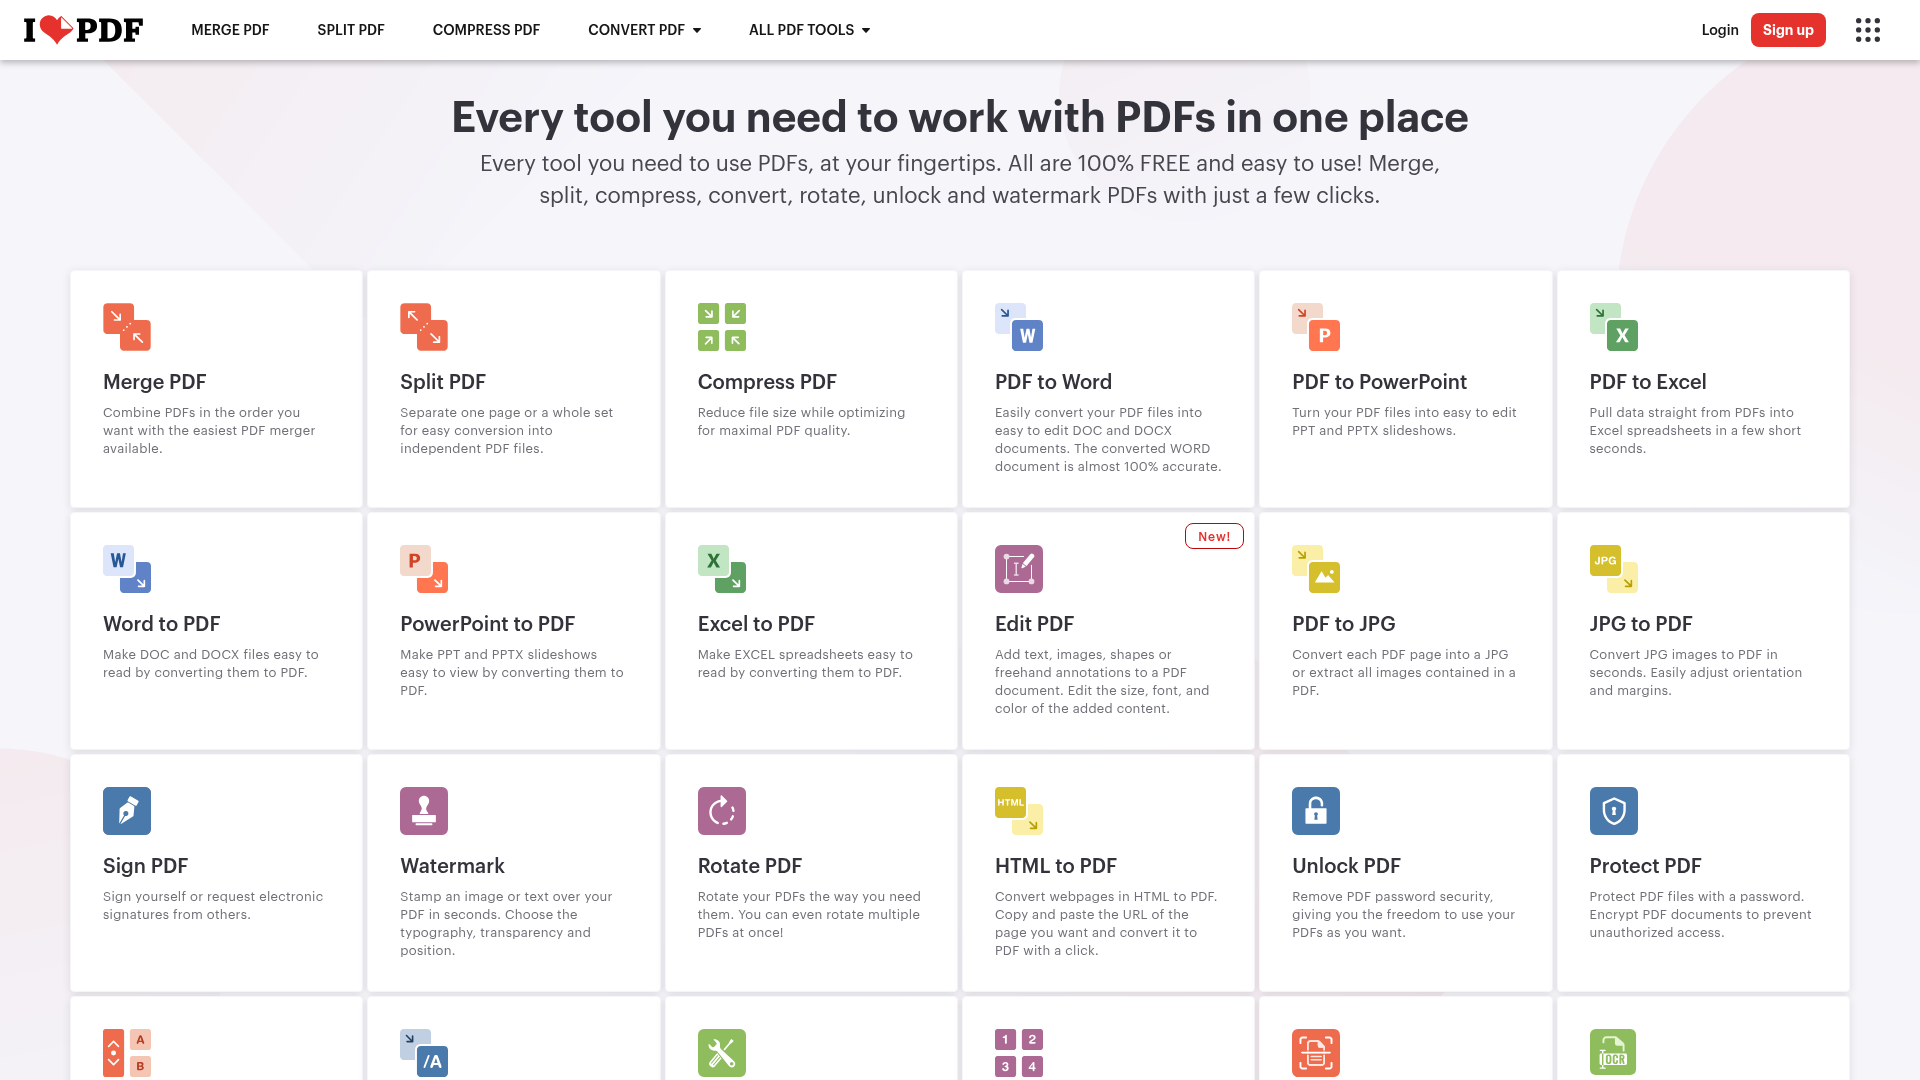 I PDF
MERGE PDF
SPLIT PDF
COMPRESS PDF
CONVERT PDF
ALL PDF TOOLS
Login
Sign up
Every tool you need to work with PDFs in one place
Every tool you need to use PDFs, at your fingertips. All are 100% FREE and easy to use! Merge,
split, compress, convert, rotate, unlock and watermark PDFs with just a few clicks.
Merge PDF
Combine PDFs in the order you
want with the easiest PDF merger
available.
Split PDF
Separate one page or a whole set
for easy conversion into
independent PDF files.
Compress PDF
Reduce file size while optimizing
for maximal PDF quality.
W
PDF to Word
Easily convert your PDF files into
easy to edit DOC and DOCX
documents. The converted WORD
document is almost 100% accurate.
P
PDF to PowerPoint
Turn your PDF files into easy to edit
PPT and PPTX slideshows.
X
PDF to Excel
Pull data straight from PDFs into
Excel spreadsheets in a few short
seconds.
W
Word to PDF
Make DOC and DOCX files easy to
read by converting them to PDF.
P
PowerPoint to PDF
Make PPT and PPTX slideshows
easy to view by converting them to
PDF.
X
Excel to PDF
Make EXCEL spreadsheets easy to
read by converting them to PDF.
New!
Edit PDF
Add text, images, shapes or
freehand annotations to a PDF
document. Edit the size, font, and
color of the added content.
PDF to JPG
Convert each PDF page into a JPG
or extract all images contained in a
PDF.
JPG
JPG to PDF
Convert JPG images to PDF in
seconds. Easily adjust orientation
and margins.
Sign PDF
Sign yourself or request electronic
signatures from others.
Watermark
Stamp an image or text over your
PDF in seconds. Choose the
typography, transparency and
position.
Rotate PDF
Rotate your PDFs the way you need
them. You can even rotate multiple
PDFs at once!
HTML
HTML to PDF
Convert webpages in HTML to PDF.
Copy and paste the URL of the
page you want and convert it to
PDF with a click.
Unlock PDF
Remove PDF password security,
giving you the freedom to use your
PDFs as you want.
Protect PDF
Protect PDF files with a password.
Encrypt PDF documents to prevent
unauthorized access.
A
B
/A
1 2
3 4
OCR